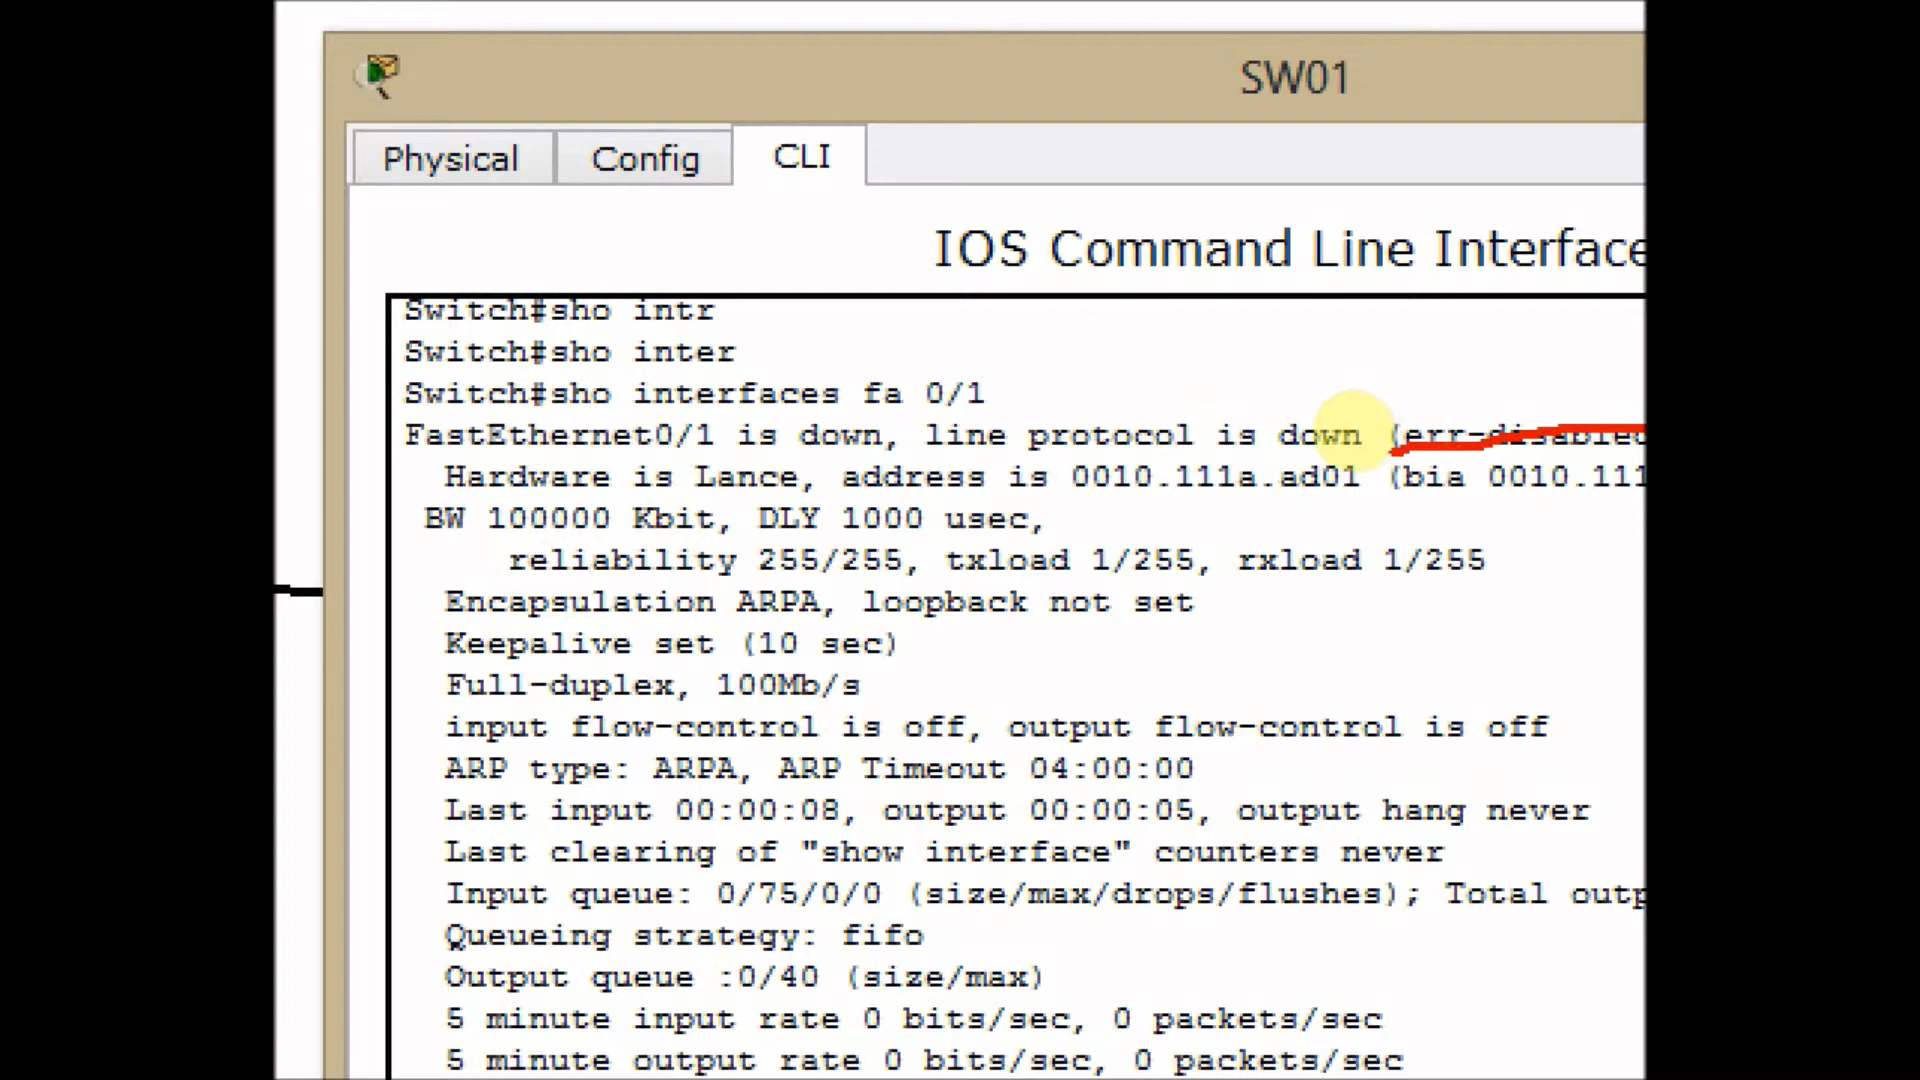 SW01
Physical Config CLI
IOS Command Line Interface
Switch#sho intr
Switch#sho inter
Switch#sho interfaces fa 0/1
FastEthernet0/1 is down, line protocol is down (err-disabled
Hardware is Lance, address is 0010.111a.ad01 (bia 0010.111
BW 100000 Kbit, DLY 1000 usec,
reliability 255/255, txload 1/255, rxload 1/255
Encapsulation ARPA, loopback not set
Keepalive set (10 sec)
Full-duplex, 100Mb/s
input flow-control is off, output flow-control is off
ARP type: ARPA, ARP Timeout 04:00:00
Last input 00:00:08, output 00:00:05, output hang never
Last clearing of "show interface" counters never
Input queue: 0/75/0/0 (size/max/drops/flushes); Total outp
Queueing strategy: fifo
Output queue :0/40 (size/max)
5 minute input rate 0 bits/sec, 0 packets/sec
5 minute output rate 0 bits/sec, 0 packets/sec